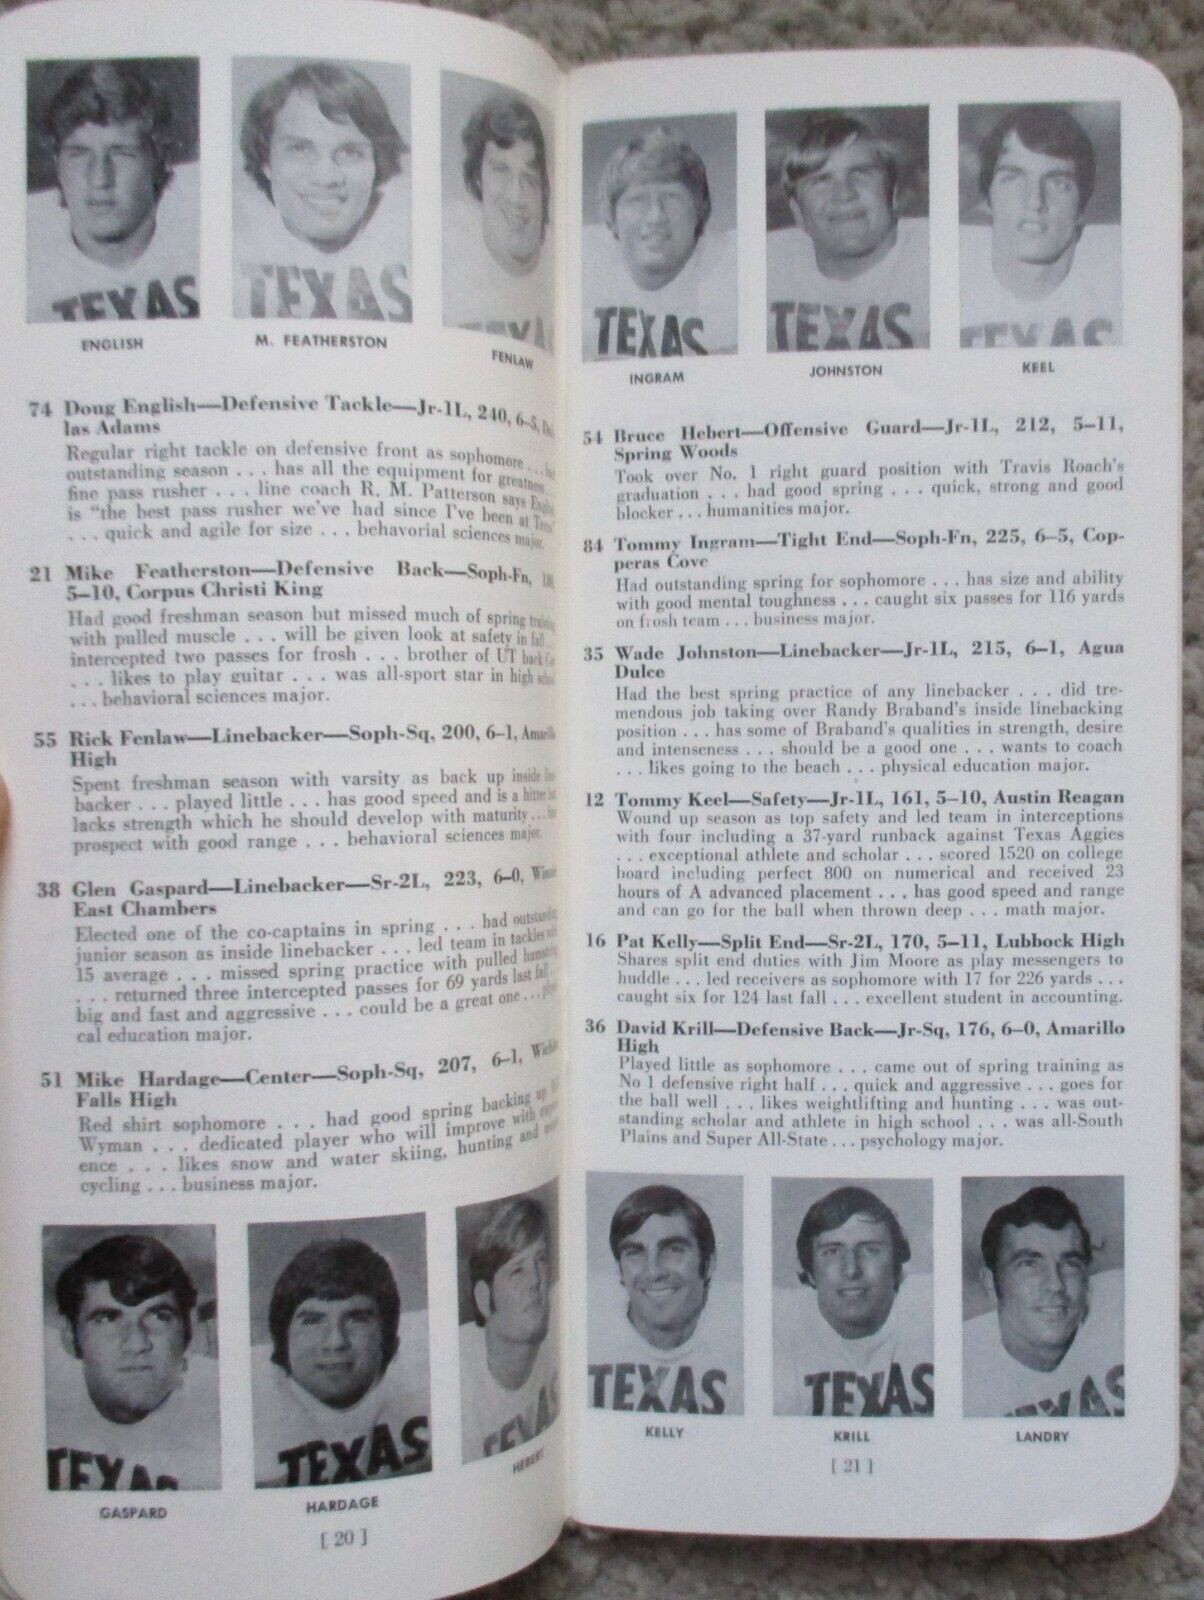 TEXAS
TEXAS
TEXAS
ENGLISH
M. FEATHERSTON
FENLAW
74 Doug English—Defensive Tackle—Jr-1L, 240, 6–5, Dal-
las Adams
Regular right tackle on defensive front as sophomore . . . had
outstanding season . . . has all the equipment for greatness . . .
fine pass rusher . . . line coach R. M. Patterson says English
is “the best pass rusher we’ve had since I’ve been at Texas”
. . . quick and agile for size . . . behavorial sciences major.
21 Mike Featherston—Defensive Back—Soph-Fn, 180,
5–10, Corpus Christi King
Had good freshman season but missed much of spring training
with pulled muscle . . . will be given look at safety in fall . . .
intercepted two passes for frosh . . . brother of UT back
. . . likes to play guitar . . . was all-sport star in high school
. . . behavioral sciences major.
55 Rick Fenlaw—Linebacker—Soph-Sq, 200, 6–1, Amarillo
High
Spent freshman season with varsity as back up inside line-
backer . . . played little . . . has good speed and is a hitter but
lacks strength which he should develop with maturity . . .
prospect with good range . . . behavioral sciences major.
38 Glen Gaspard—Linebacker—Sr-2L, 223, 6–0, Winnie
East Chambers
Elected one of the co-captains in spring . . . had outstanding
junior season as inside linebacker . . . led team in tackles with
15 average . . . missed spring practice with pulled hamstring
. . . returned three intercepted passes for 69 yards last fall . . .
big and fast and aggressive . . . could be a great one . . . physi-
cal education major.
51 Mike Hardage—Center—Soph-Sq, 207, 6–1, Wichita
Falls High
Red shirt sophomore . . . had good spring backing up Bill
Wyman . . . dedicated player who will improve with experi-
ence . . . likes snow and water skiing, hunting and motor-
cycling . . . business major.
TEXAS
TEXAS
TEXAS
GASPARD
HARDAGE
HEBERT
[ 20 ]
TEXAS
TEXAS
TEXAS
INGRAM
JOHNSTON
KEEL
54 Bruce Hebert—Offensive Guard—Jr-1L, 212, 5–11,
Spring Woods
Took over No. 1 right guard position with Travis Roach’s
graduation . . . had good spring . . . quick, strong and good
blocker . . . humanities major.
84 Tommy Ingram—Tight End—Soph-Fn, 225, 6–5, Cop-
peras Cove
Had outstanding spring for sophomore . . . has size and ability
with good mental toughness . . . caught six passes for 116 yards
on frosh team . . . business major.
35 Wade Johnston—Linebacker—Jr-1L, 215, 6–1, Agua
Dulce
Had the best spring practice of any linebacker . . . did tre-
mendous job taking over Randy Braband’s inside linebacking
position . . . has some of Braband’s qualities in strength, desire
and intenseness . . . should be a good one . . . wants to coach
. . . likes going to the beach . . . physical education major.
12 Tommy Keel—Safety—Jr-1L, 161, 5–10, Austin Reagan
Wound up season as top safety and led team in interceptions
with four including a 37-yard runback against Texas Aggies
. . . exceptional athlete and scholar . . . scored 1520 on college
board including perfect 800 on numerical and received 23
hours of A advanced placement . . . has good speed and range
and can go for the ball when thrown deep . . . math major.
16 Pat Kelly—Split End—Sr-2L, 170, 5–11, Lubbock High
Shares split end duties with Jim Moore as play messengers to
huddle . . . led receivers as sophomore with 17 for 226 yards . . .
caught six for 124 last fall . . . excellent student in accounting.
36 David Krill—Defensive Back—Jr-Sq, 176, 6–0, Amarillo
High
Played little as sophomore . . . came out of spring training as
No 1 defensive right half . . . quick and aggressive . . . goes for
the ball well . . . likes weightlifting and hunting . . . was out-
standing scholar and athlete in high school . . . was all-South
Plains and Super All-State . . . psychology major.
TEXAS
TEXAS
TEXAS
KELLY
KRILL
LANDRY
[ 21 ]